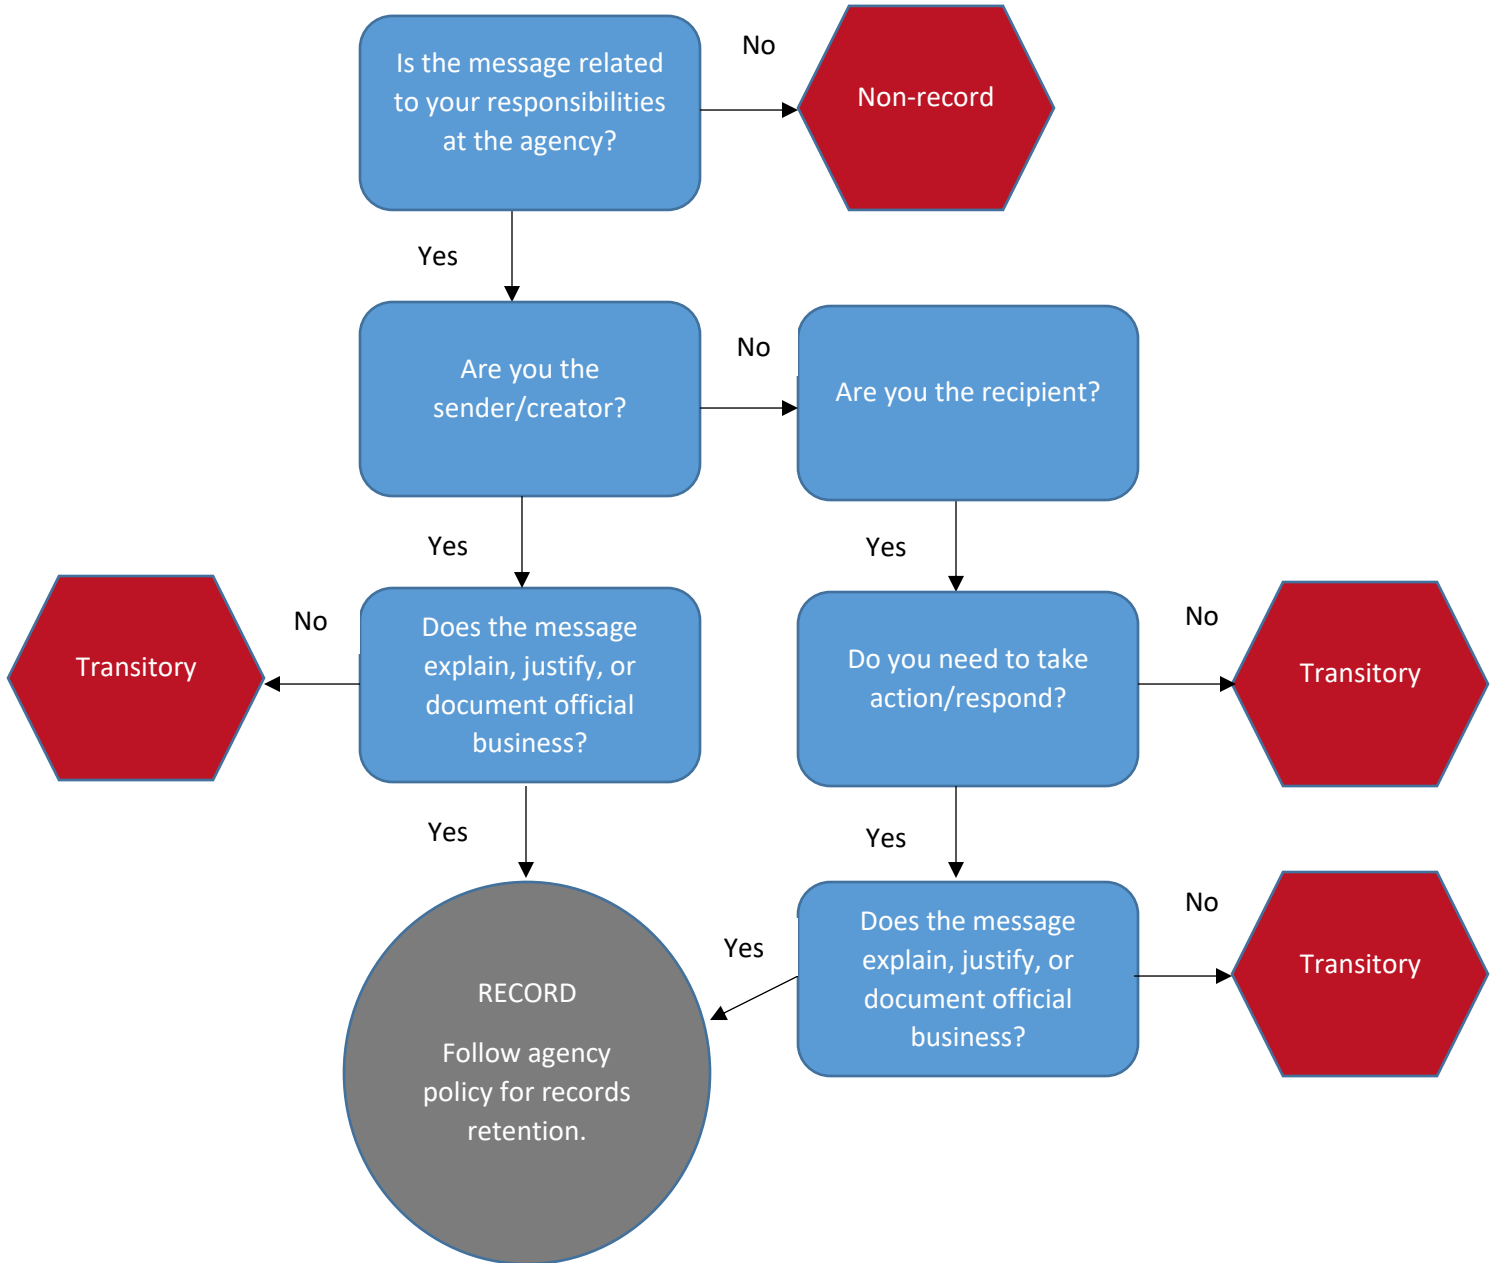 Is the message related
to your responsibilities
at the agency?
No
Non-record
Yes
Are you the
sender/creator?
No
Are you the recipient?
Yes
Yes
Transitory
No
Does the message
explain, justify, or
document official
business?
Do you need to take
action/respond?
No
Transitory
Yes
Yes
RECORD
Follow agency
policy for records
retention.
Yes
Does the message
explain, justify, or
document official
business?
No
Transitory